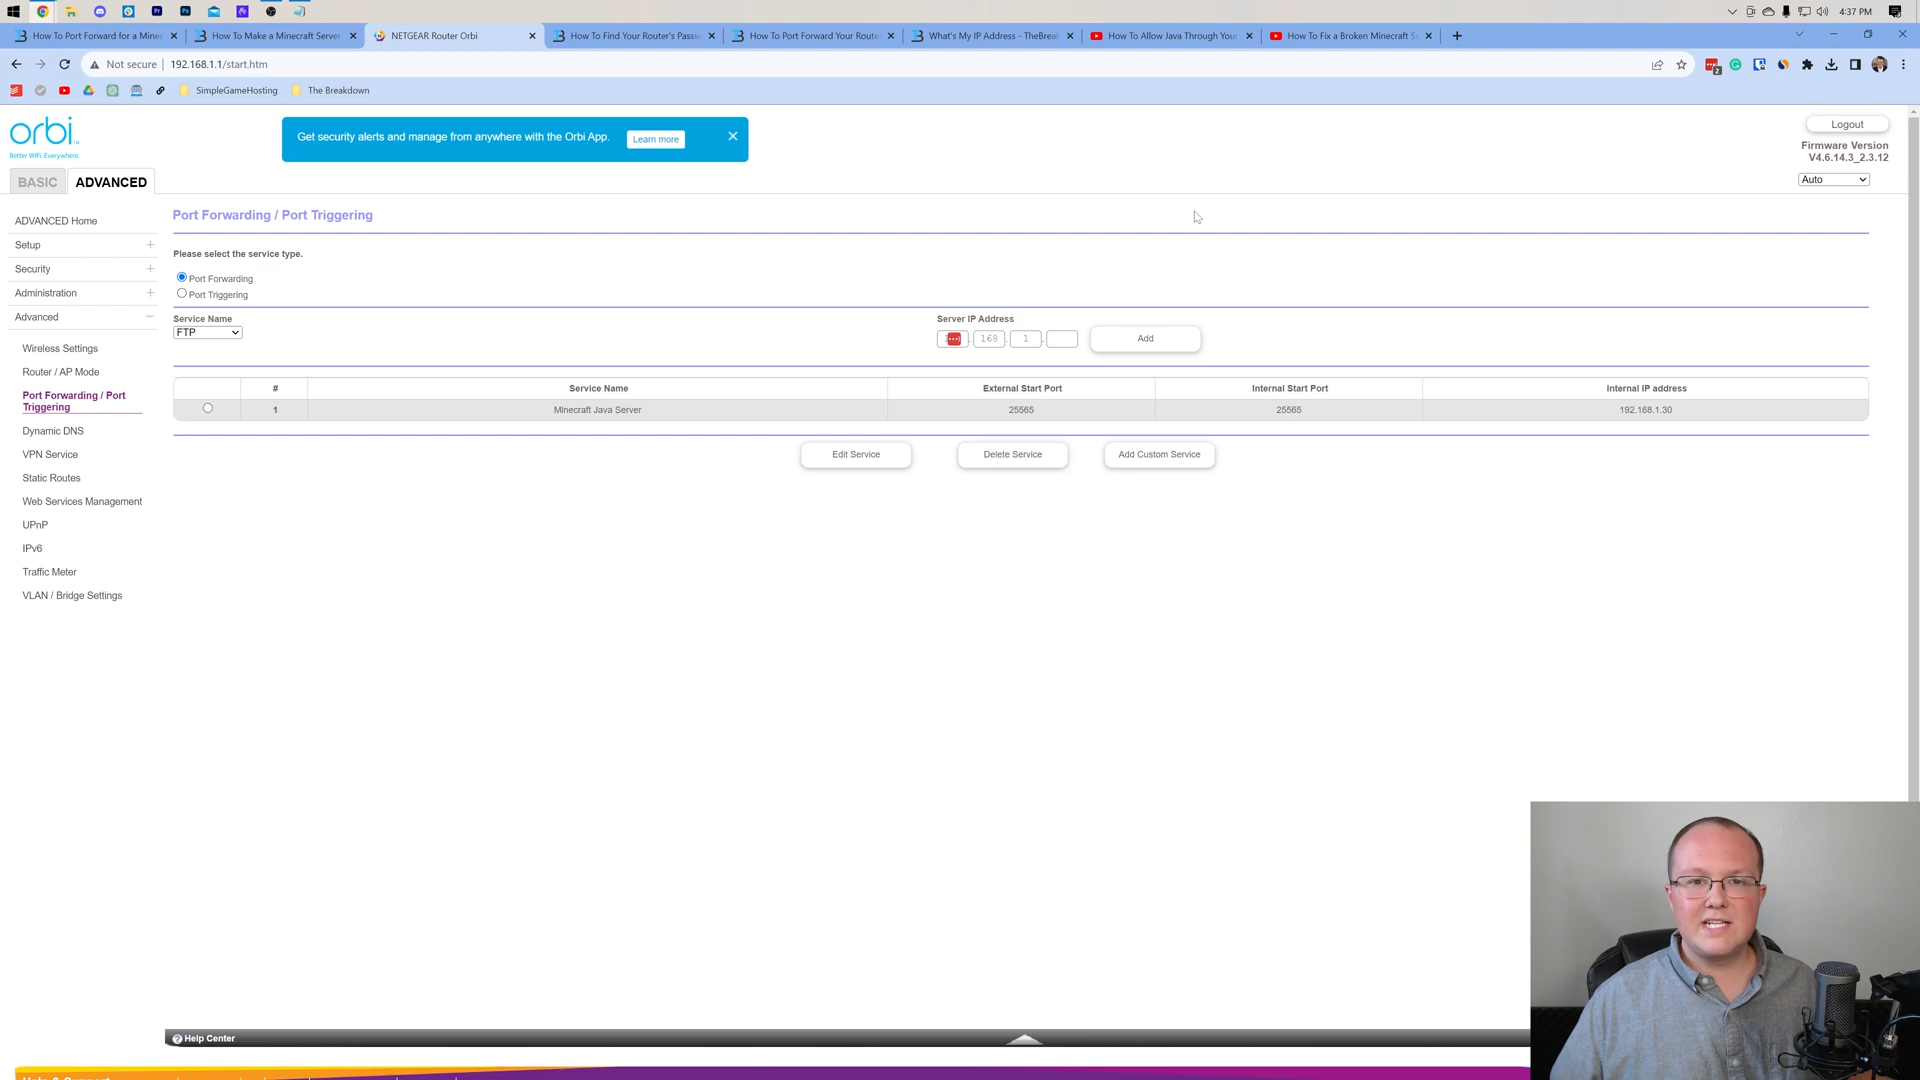 4:37 PM
How To Port Forward for a Minec
How To Make a Minecraft Server
NETGEAR Router Orbi
How To Find Your Router's Passw
How To Port Forward Your Route
What's My IP Address - TheBreak
How To Allow Java Through Your
How To Fix a Broken Minecraft S
Not secure
192.168.1.1/start.htm
2
SimpleGameHosting
The Breakdown
orbi
Better WiFi. Everywhere.
Get security alerts and manage from anywhere with the Orbi App.
Learn more
Logout
Firmware Version
V4.6.14.3_2.3.12
Auto
BASIC
ADVANCED
ADVANCED Home
Setup
Security
Administration
Advanced
Wireless Settings
Router / AP Mode
Port Forwarding / Port
Triggering
Dynamic DNS
VPN Service
Static Routes
Web Services Management
UPnP
IPv6
Traffic Meter
VLAN / Bridge Settings
Port Forwarding / Port Triggering
Please select the service type.
Port Forwarding
Port Triggering
Service Name
FTP
Server IP Address
168
1
Add
# Service Name External Start Port Internal Start Port Internal IP address
1 Minecraft Java Server 25565 25565 192.168.1.30
Edit Service
Delete Service
Add Custom Service
Help Center